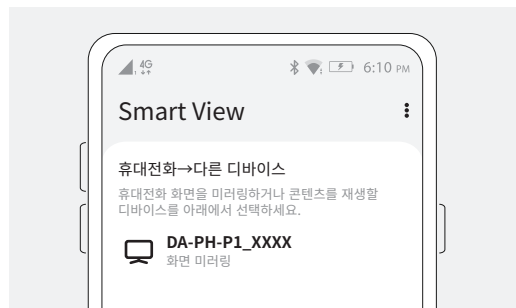 4G
6:10 PM
Smart View
휴대전화→다른 디바이스
휴대전화 화면을 미러링하거나 콘텐츠를 재생할
디바이스를 아래에서 선택하세요.
DA-PH-P1_XXXX
화면 미러링